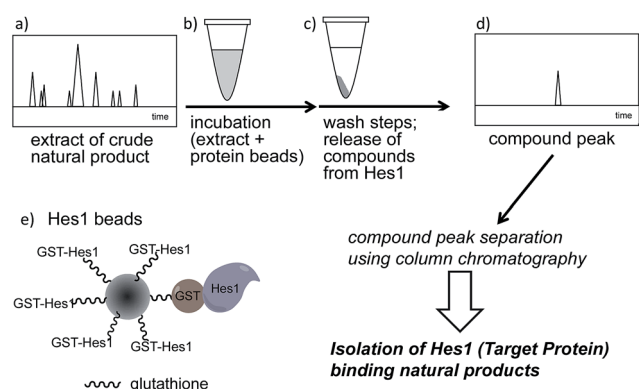 a)
b)
c)
d)
time
time
extract of crude
natural product
incubation
(extract +
protein beads)
wash steps;
release of
compounds
from Hes1
compound peak
e) Hes1 beads
GST-Hes1
GST-Hes1
GST-Hes1
GST-Hes1
GST-Hes1
GST
Hes1
glutathione
compound peak separation
using column chromatography
Isolation of Hes1 (Target Protein)
binding natural products